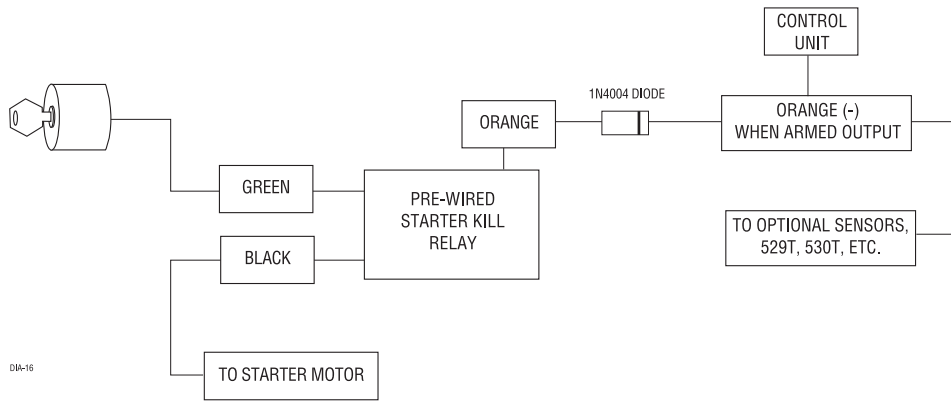 CONTROL
UNIT
1N4004 DIODE
ORANGE
ORANGE (-)
WHEN ARMED OUTPUT
GREEN
PRE-WIRED
STARTER KILL
RELAY
BLACK
TO OPTIONAL SENSORS,
529T, 530T, ETC.
DIA-16
TO STARTER MOTOR